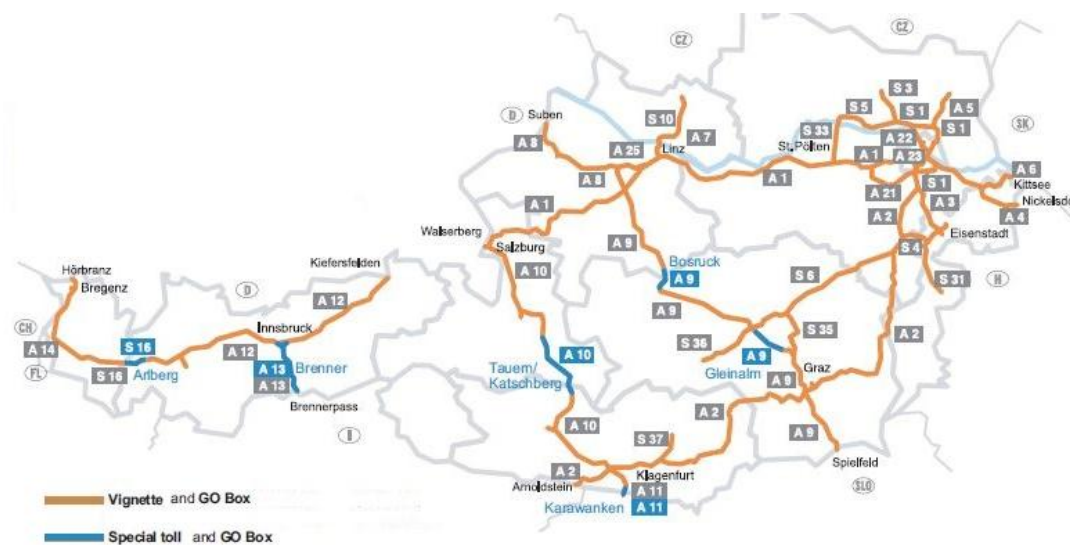 CZ
CZ
S 3
S 5
S 1
A 5
S 10
D
Suben
S 33
A 22
S 1
SK
A 7
A 8
A 25
Linz
St.Pölten
A 1
A 23
A 8
A 1
A 6
Kittsee
S 1
A 21
A 3
Nickelsdo
A 1
A 2
A 4
Walserberg
Salzburg
A 9
Eisenstadt
S 4
Kiefersfelden
Bosruck
Hörbranz
A 10
A 9
S 6
S 31
H
Bregenz
D
A 12
A 9
CH
Innsbruck
S 35
A 2
S 16
S 36
A 14
A 12
A 10
A 9
FL
S 16
Arlberg
A 13
Brenner
Tauern/
Katschberg
Gleinalm
Graz
A 13
A 9
Brennerpass
A 2
A 10
A 9
I
S 37
Spielfeld
A 2
Klagenfurt
Arnoldstein
A 11
SLO
Karawanken
A 11
Vignette and GO Box
Special toll and GO Box